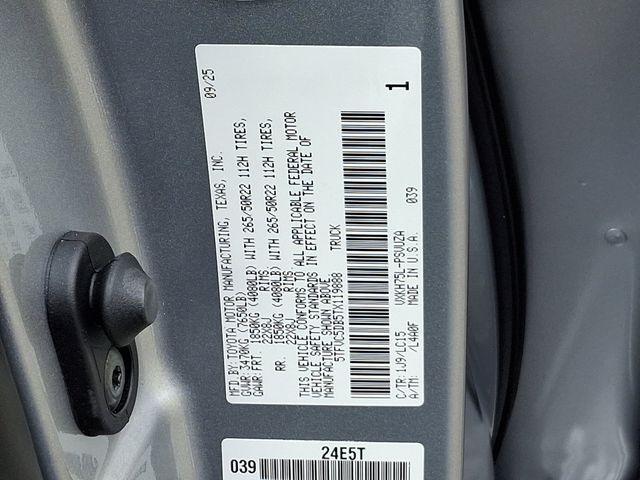 MFD.BY:TOYOTA MOTOR MANUFACTURING, TEXAS, INC. 09/25
GVWR:3470KG (7650LB)
GAWR:FRT. 1850KG (4080LB) WITH 265/50R22 112H TIRES,
22X8J RIMS
RR. 1850KG (4080LB) WITH 265/50R22 112H TIRES,
22X8J RIMS
THIS VEHICLE CONFORMS TO ALL APPLICABLE FEDERAL MOTOR
VEHICLE SAFETY STANDARDS IN EFFECT ON THE DATE OF
MANUFACTURE SHOWN ABOVE.
TRUCK
C/TR:1J9/LC15 VXKH75L-PSVUZA
A/TM: /L4A0F MADE IN U.S.A. 039
1
24E5T
039